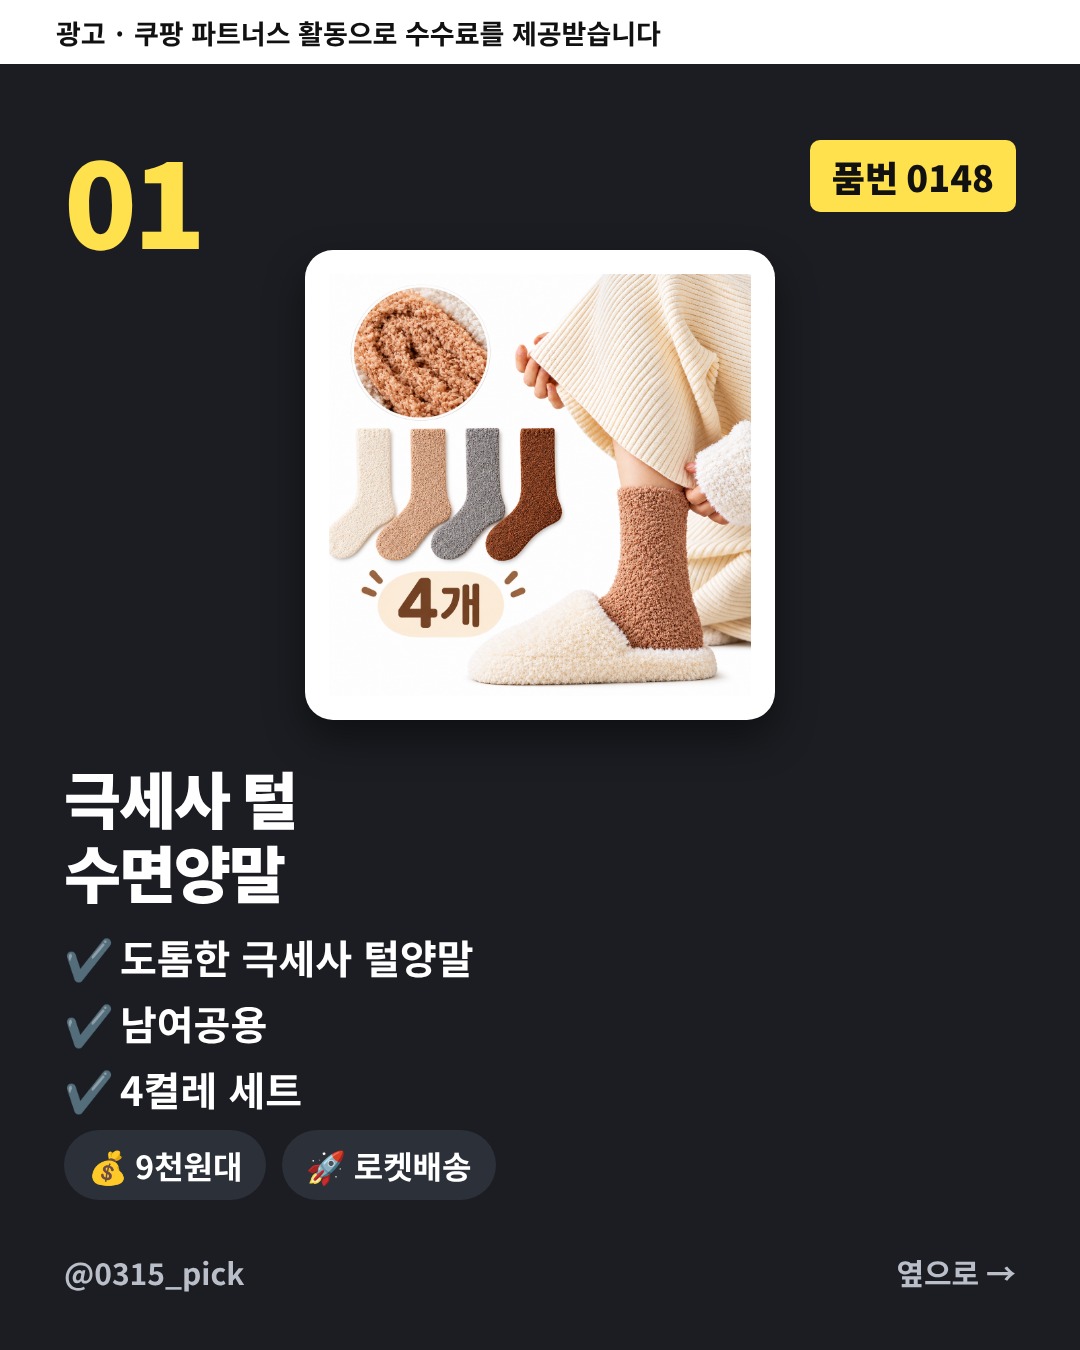 광고 · 쿠팡 파트너스 활동으로 수수료를 제공받습니다
01
품번 0148
4개
극세사 털
수면양말
✔ 도톰한 극세사 털양말
✔ 남여공용
✔ 4켤레 세트
💰 9천원대
🚀 로켓배송
@0315_pick
옆으로 →